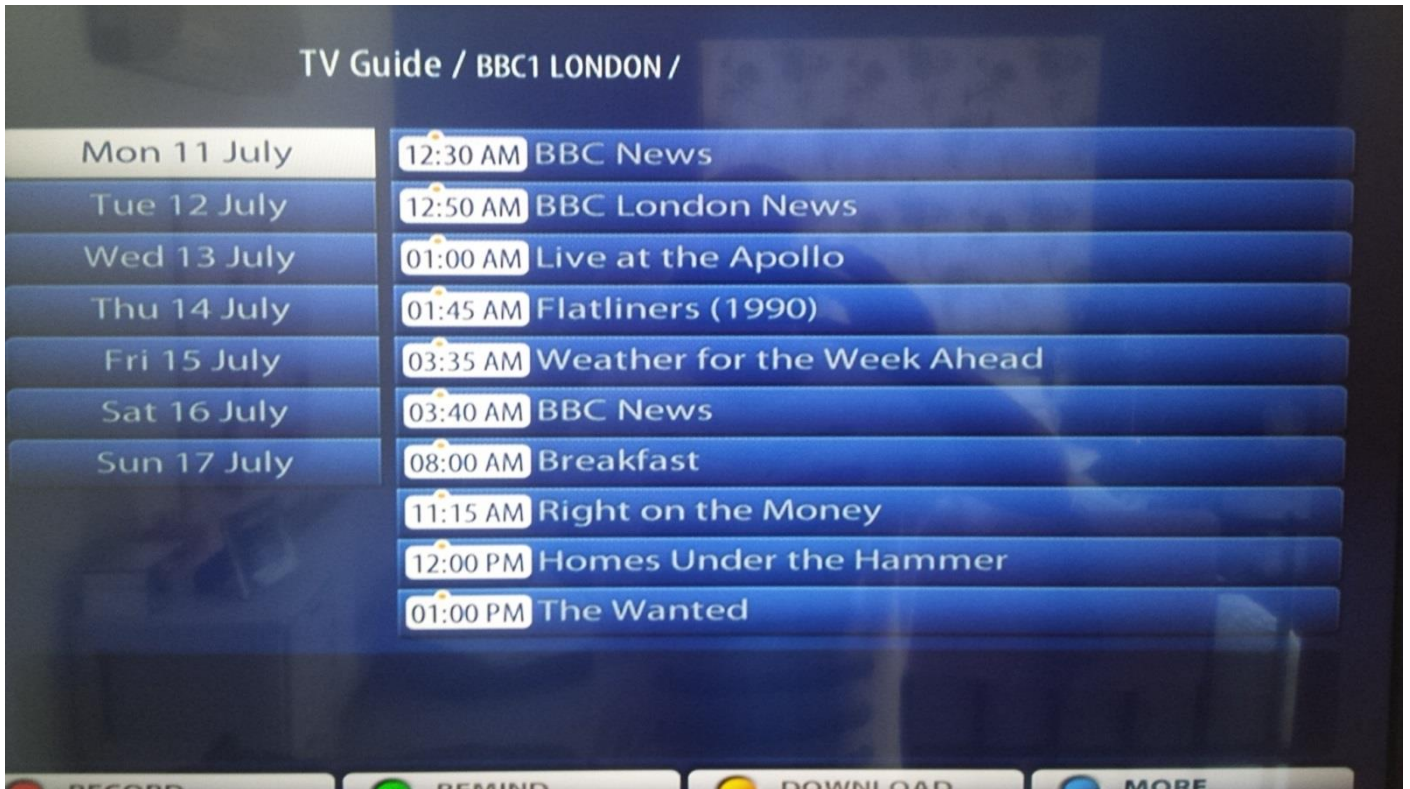 TV Guide / BBC1 LONDON /
Mon 11 July
Tue 12 July
Wed 13 July
Thu 14 July
Fri 15 July
Sat 16 July
Sun 17 July
12:30 AM BBC News
12:50 AM BBC London News
01:00 AM Live at the Apollo
01:45 AM Flatliners (1990)
03:35 AM Weather for the Week Ahead
03:40 AM BBC News
08:00 AM Breakfast
11:15 AM Right on the Money
12:00 PM Homes Under the Hammer
01:00 PM The Wanted
RECORD REMIND DOWNLOAD MORE